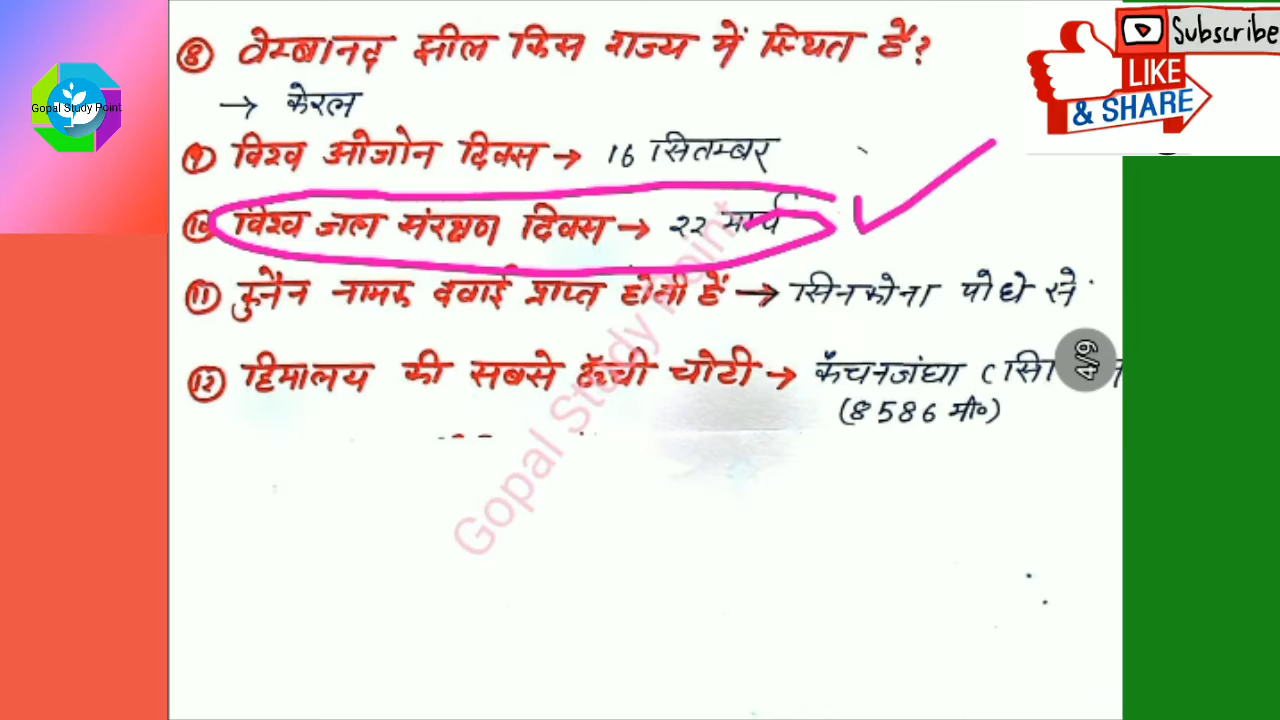 Gopal Study Point
Subscribe
LIKE
& SHARE
⑧ वेम्बानद झील किस राज्य में स्थित हैं?
→ केरल
⑨ विश्व ओजोन दिवस → 16 सितम्बर
⑩ विश्व जल संरक्षण दिवस → २२ मार्च
⑪ कुनैन नामक दवाई प्राप्त होती हैं → सिनकोना पोधे से
⑫ हिमालय की सबसे ऊँची चोटी → कँचनजंघा
(8586 मी०)
4/9
Gopal Study Point